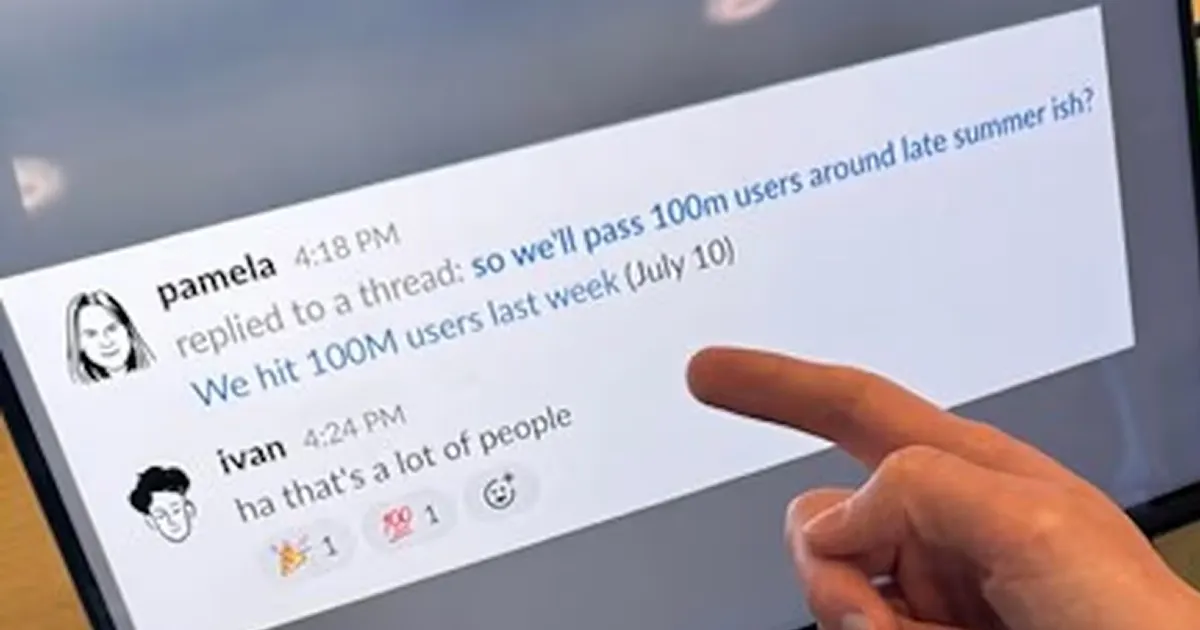 pamela 4:18 PM
replied to a thread: so we'll pass 100m users around late summer ish?
We hit 100M users last week (July 10)
ivan 4:24 PM
ha that's a lot of people
🎉 1 💯 1